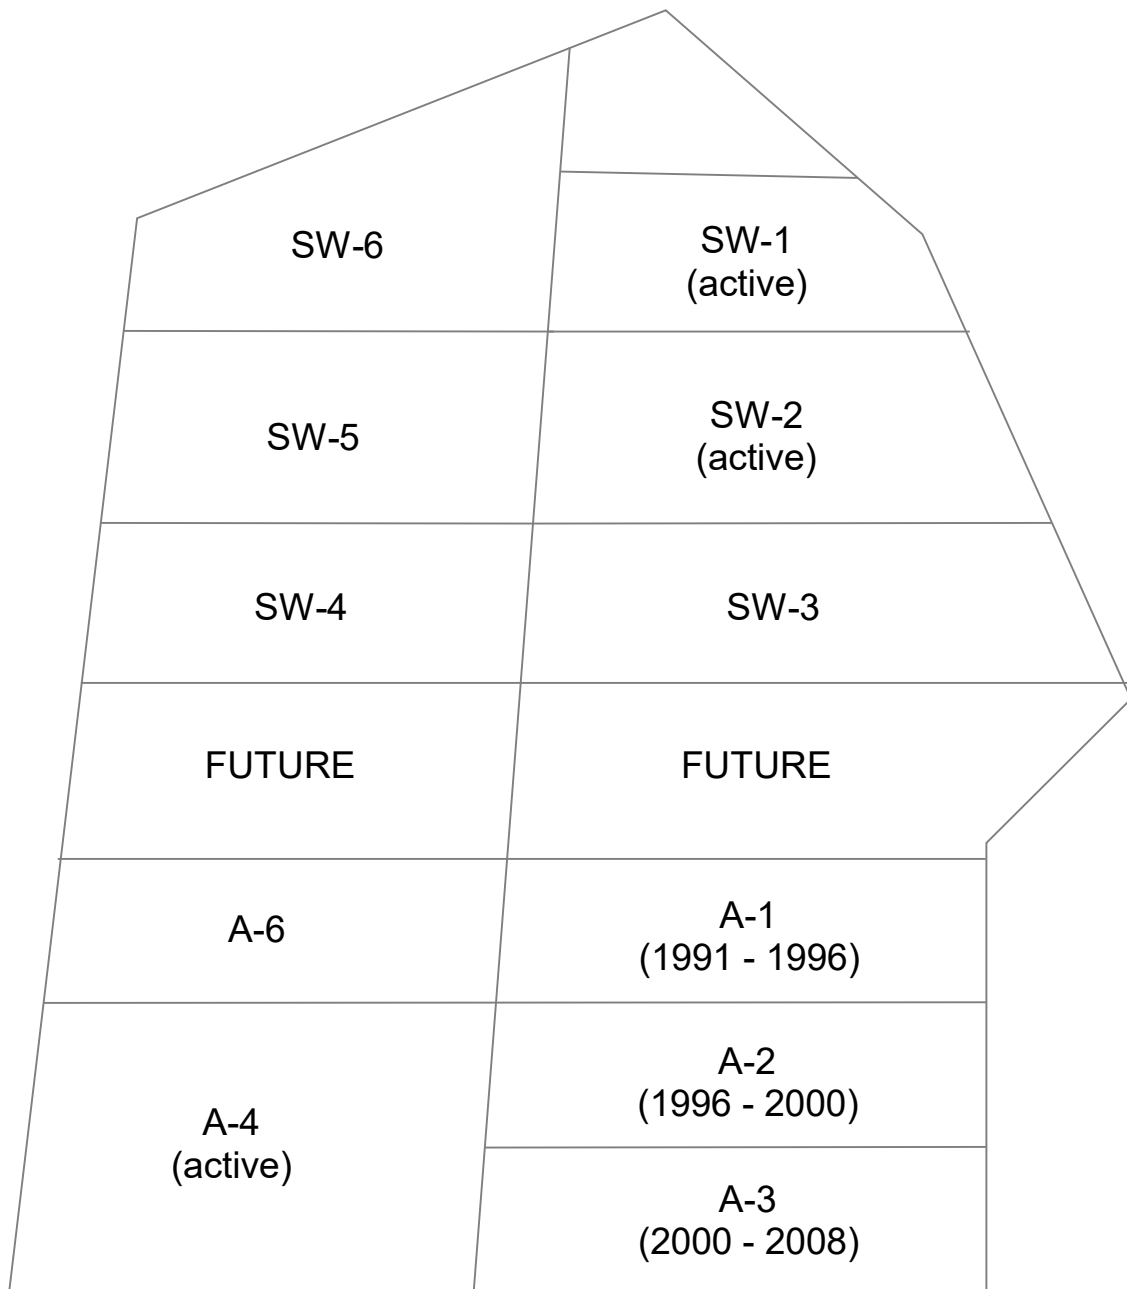 SW-6
SW-1
(active)
SW-5
SW-2
(active)
SW-4
SW-3
FUTURE
FUTURE
A-6
A-1
(1991 - 1996)
A-4
(active)
A-2
(1996 - 2000)
A-3
(2000 - 2008)